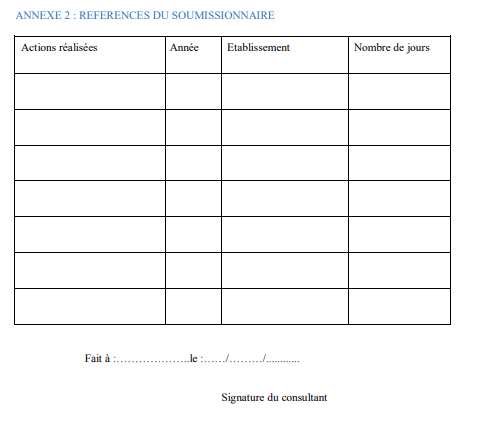 ANNEXE 2 : REFERENCES DU SOUMISSIONNAIRE
Actions réalisées Année Etablissement Nombre de jours
Fait à :………………..le :……/………/............
Signature du consultant